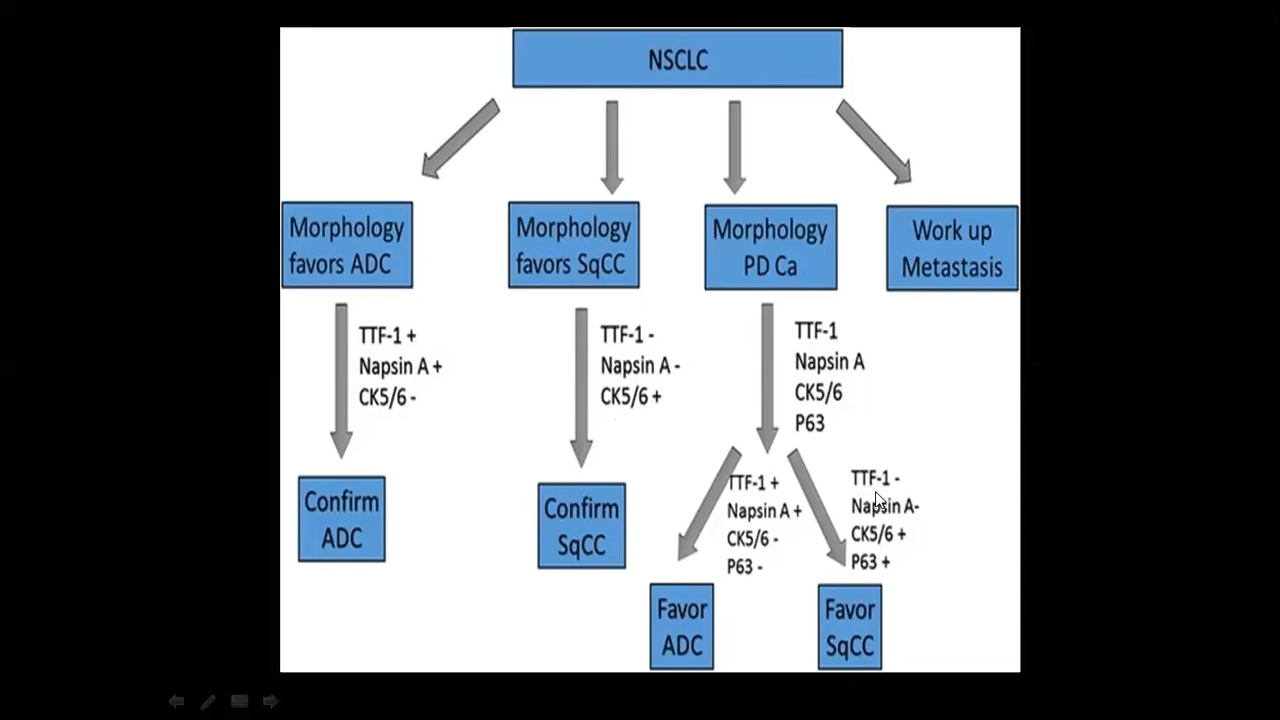 NSCLC
Morphology
favors ADC
Morphology
favors SqCC
Morphology
PD Ca
Work up
Metastasis
TTF-1 +
Napsin A +
CK5/6 -
TTF-1 -
Napsin A -
CK5/6 +
TTF-1
Napsin A
CK5/6
P63
Confirm
ADC
Confirm
SqCC
TTF-1 +
Napsin A +
CK5/6 -
P63 -
TTF-1 -
Napsin A-
CK5/6 +
P63 +
Favor
ADC
Favor
SqCC